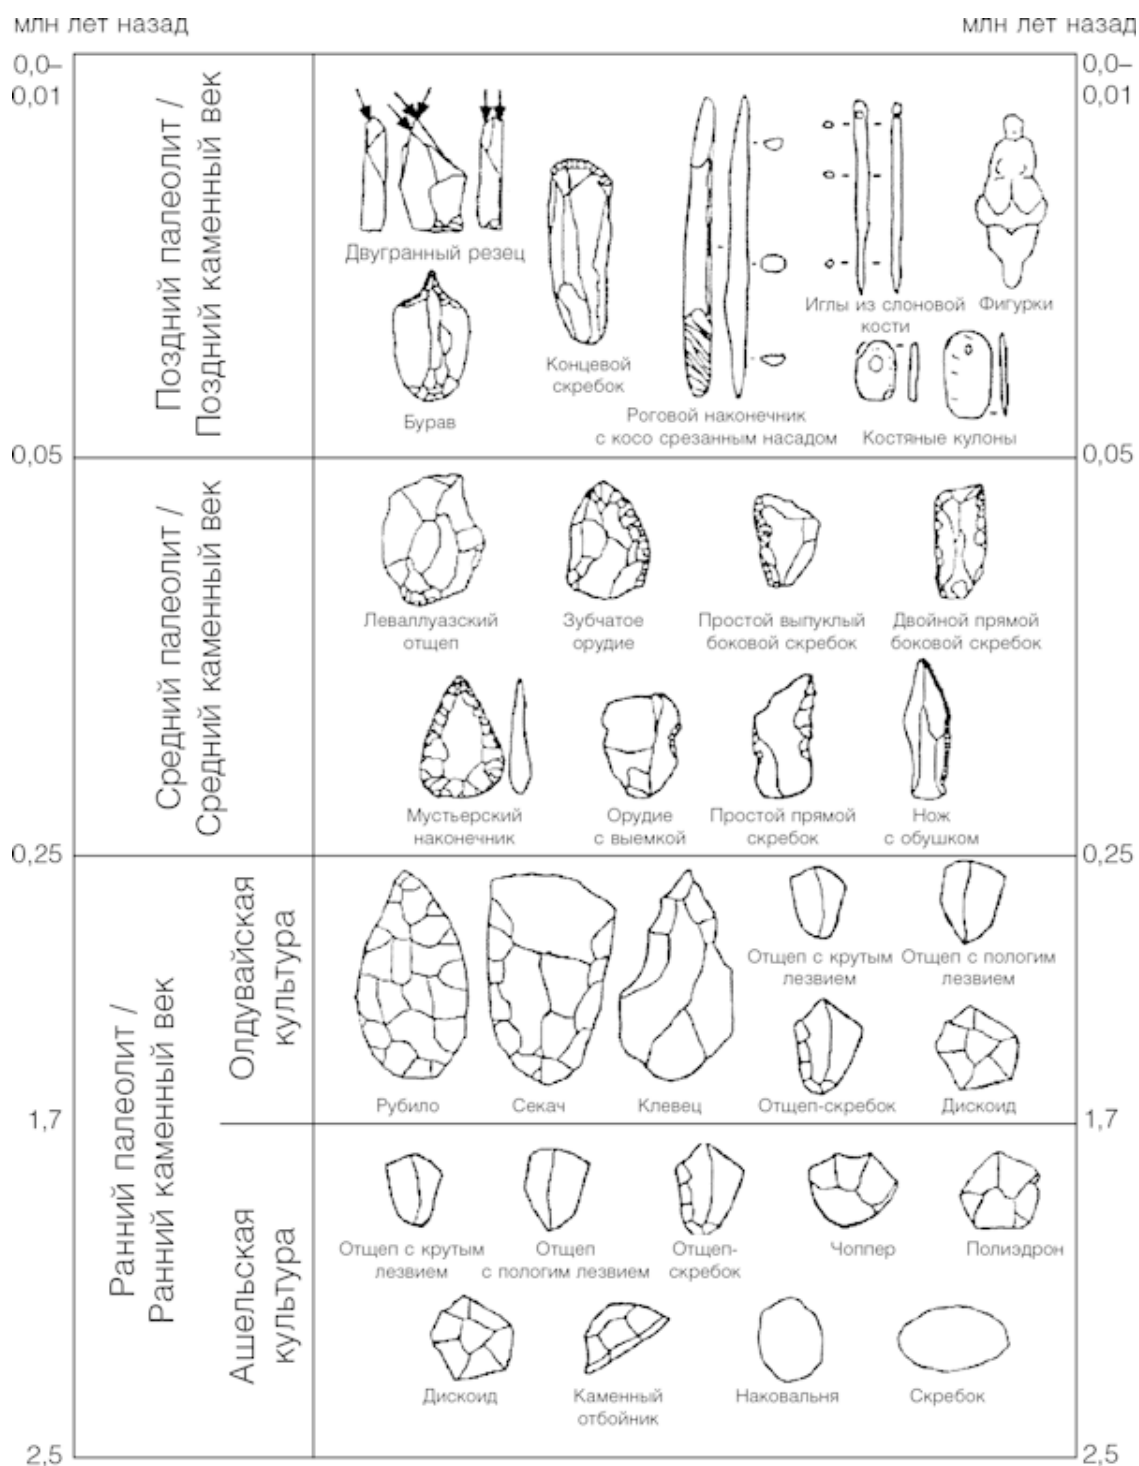 млн лет назад
млн лет назад
0,0–
0,01
0,0–
0,01
Поздний палеолит /
Поздний каменный век
Двугранный резец
Бурав
Концевой
скребок
Роговой наконечник
с косо срезанным насадом
Иглы из слоновой
кости
Фигурки
Костяные кулоны
0,05
0,05
Средний палеолит /
Средний каменный век
Леваллуазский
отщеп
Зубчатое
орудие
Простой выпуклый
боковой скребок
Двойной прямой
боковой скребок
Мустьерский
наконечник
Орудие
с выемкой
Простой прямой
скребок
Нож
с обушком
0,25
0,25
Ранний палеолит /
Ранний каменный век
Олдувайская
культура
Отщеп с крутым
лезвием
Отщеп с пологим
лезвием
Рубило
Секач
Клевец
Отщеп-скребок
Дискоид
1,7
1,7
Ашельская
культура
Отщеп с крутым
лезвием
Отщеп
с пологим лезвием
Отщеп-
скребок
Чоппер
Полиэдрон
Дискоид
Каменный
отбойник
Наковальня
Скребок
2,5
2,5